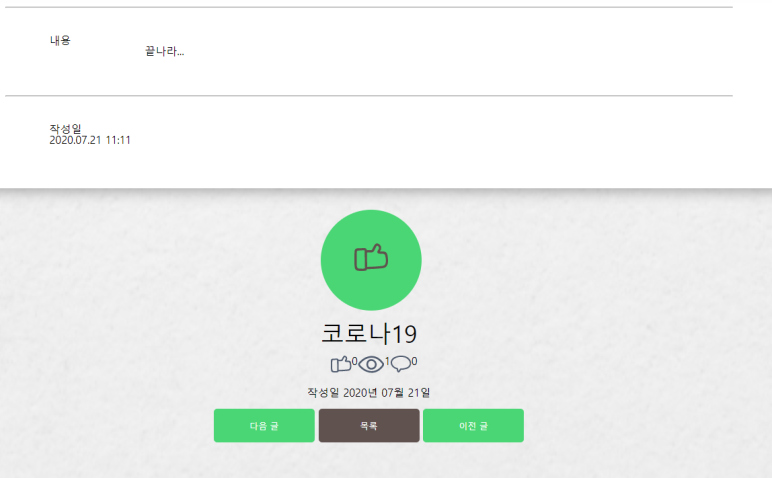 내용
끝나라...
작성일
2020.07.21 11:11
코로나19
0 1 0
작성일 2020년 07월 21일
다음 글 목록 이전 글